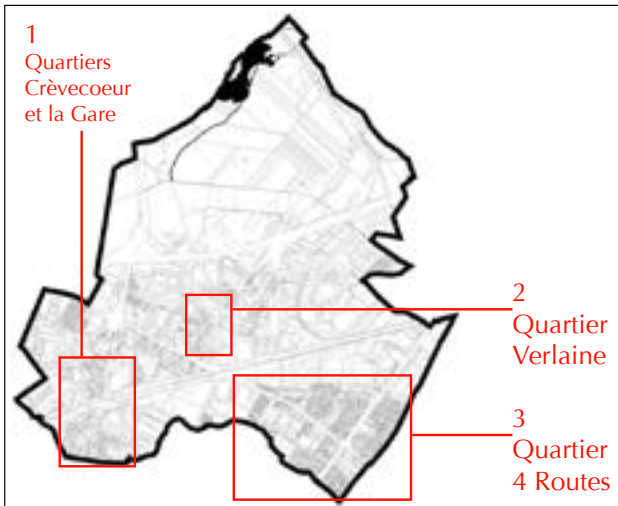 1
Quartiers
Crèvecoeur
et la Gare
2
Quartier
Verlaine
3
Quartier
4 Routes